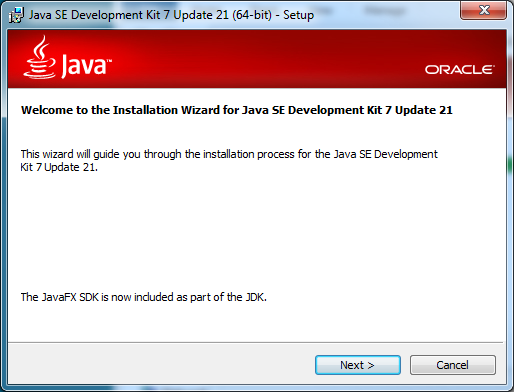 Java SE Development Kit 7 Update 21 (64-bit) - Setup
Java™
ORACLE®
Welcome to the Installation Wizard for Java SE Development Kit 7 Update 21
This wizard will guide you through the installation process for the Java SE Development
Kit 7 Update 21.
The JavaFX SDK is now included as part of the JDK.
Next >
Cancel